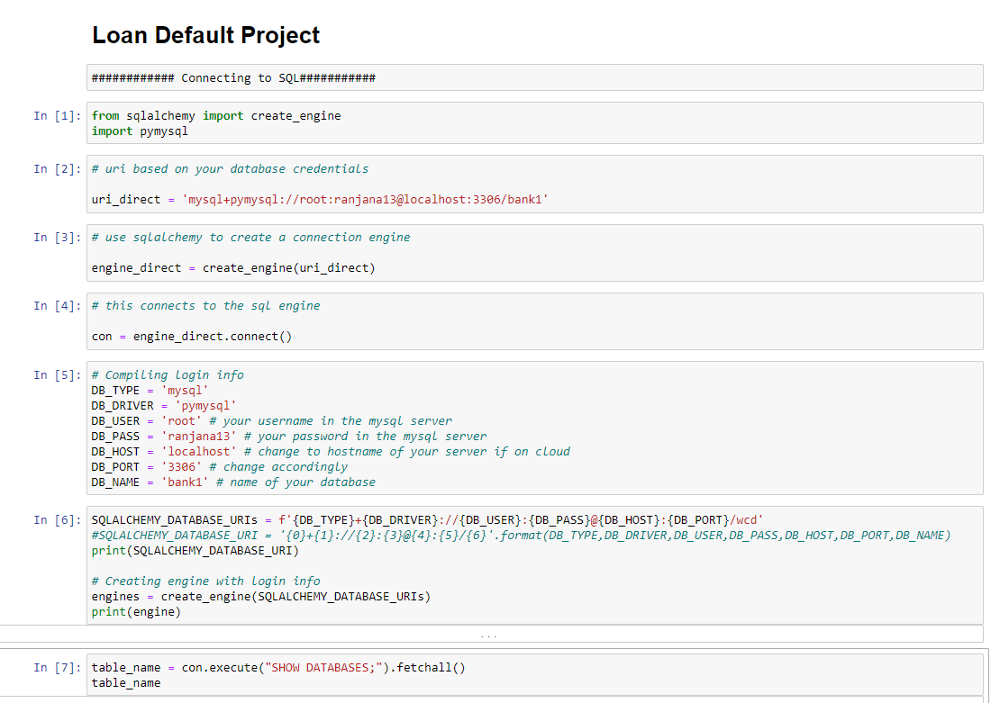 Loan Default Project
############ Connecting to SQL###########
In [1]:
from sqlalchemy import create_engine
import pymysql
In [2]:
# uri based on your database credentials
uri_direct = 'mysql+pymysql://root:ranjana13@localhost:3306/bank1'
In [3]:
# use sqlalchemy to create a connection engine
engine_direct = create_engine(uri_direct)
In [4]:
# this connects to the sql engine
con = engine_direct.connect()
In [5]:
# Compiling login info
DB_TYPE = 'mysql'
DB_DRIVER = 'pymysql'
DB_USER = 'root' # your username in the mysql server
DB_PASS = 'ranjana13' # your password in the mysql server
DB_HOST = 'localhost' # change to hostname of your server if on cloud
DB_PORT = '3306' # change accordingly
DB_NAME = 'bank1' # name of your database
In [6]:
SQLALCHEMY_DATABASE_URIs = f'{DB_TYPE}+{DB_DRIVER}://{DB_USER}:{DB_PASS}@{DB_HOST}:{DB_PORT}/wcd'
#SQLALCHEMY_DATABASE_URI = '{0}+{1}://{2}:{3}@{4}:{5}/{6}'.format(DB_TYPE,DB_DRIVER,DB_USER,DB_PASS,DB_HOST,DB_PORT,DB_NAME)
print(SQLALCHEMY_DATABASE_URI)
# Creating engine with login info
engines = create_engine(SQLALCHEMY_DATABASE_URIs)
print(engine)
...
In [7]:
table_name = con.execute("SHOW DATABASES;").fetchall()
table_name